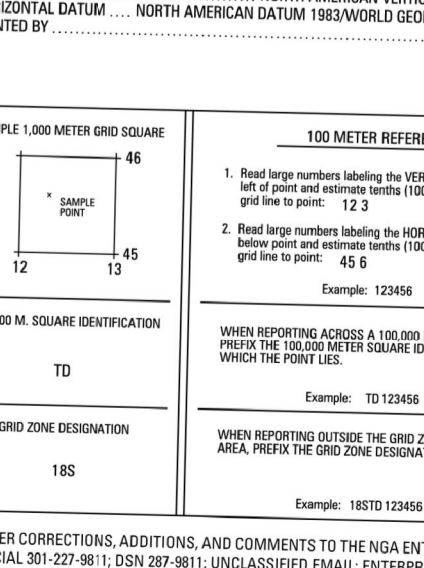 IZONTAL DATUM .... NORTH AMERICAN DATUM 1983/WORLD GEO
NTED BY
PLE 1,000 METER GRID SQUARE
46
x SAMPLE
POINT
45
12 13
00 M. SQUARE IDENTIFICATION
TD
GRID ZONE DESIGNATION
18S
100 METER REFERE
1. Read large numbers labeling the VER
left of point and estimate tenths (100
grid line to point: 12 3
2. Read large numbers labeling the HOR
below point and estimate tenths (100
grid line to point: 45 6
Example: 123456
WHEN REPORTING ACROSS A 100,000
PREFIX THE 100,000 METER SQUARE ID
WHICH THE POINT LIES.
Example: TD 123456
WHEN REPORTING OUTSIDE THE GRID Z
AREA, PREFIX THE GRID ZONE DESIGNA
Example: 18STD 123456
ER CORRECTIONS, ADDITIONS, AND COMMENTS TO THE NGA ENT
CIAL 301-227-9811; DSN 287-9811; UNCLASSIFIED EMAIL: ENTERPR